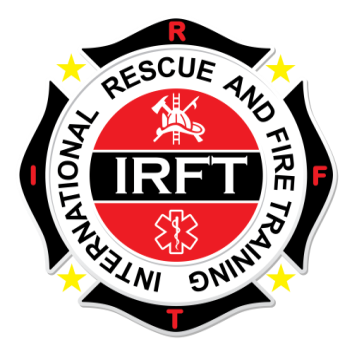 R
INTERNATIONAL RESCUE AND FIRE TRAINING
I
IRFT
F
T